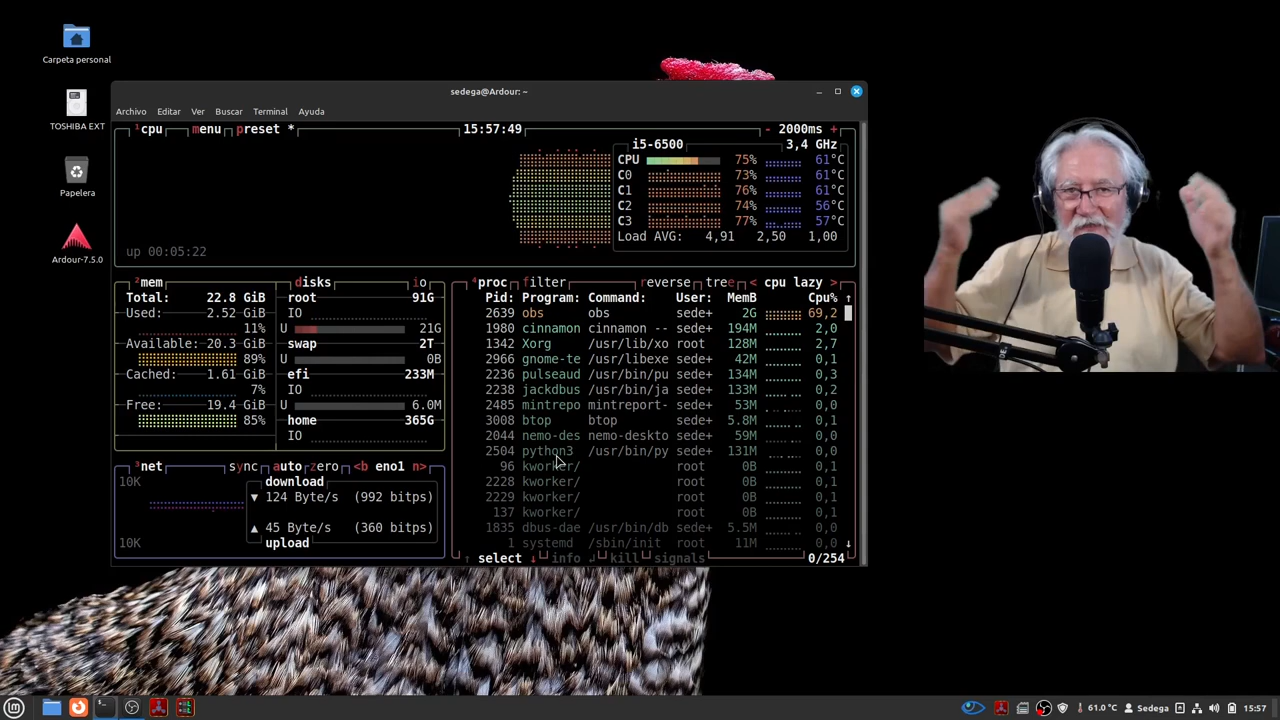 Carpeta personal
TOSHIBA EXT
Papelera
Ardour-7.5.0
sedega@Ardour: ~
Archivo Editar Ver Buscar Terminal Ayuda
¹cpu menu preset * 15:57:49 - 2000ms +
i5-6500 3,4 GHz
CPU 75% 61°C
C0 73% 61°C
C1 76% 61°C
C2 74% 56°C
C3 77% 57°C
Load AVG: 4,91 2,50 1,00
up 00:05:22
²mem disks io
Total: 22.8 GiB
Used: 2.52 GiB
11%
Available: 20.3 GiB
89%
Cached: 1.61 GiB
7%
Free: 19.4 GiB
85%
root 91G
IO
U 21G
swap 2T
U 0B
efi 233M
IO
U 6.0M
home 365G
IO
³net sync auto zero <b eno1 n>
10K
download
▼ 124 Byte/s (992 bitps)
▲ 45 Byte/s (360 bitps)
10K
upload
⁴proc filter reverse tree < cpu lazy >
Pid: Program: Command: User: MemB Cpu% ↑
2639 obs obs sede+ 2G 69,2
1980 cinnamon cinnamon -- sede+ 194M 2,0
1342 Xorg /usr/lib/xo root 128M 2,7
2966 gnome-te /usr/libexe sede+ 42M 0,1
2236 pulseaud /usr/bin/pu sede+ 134M 0,3
2238 jackdbus /usr/bin/ja sede+ 133M 0,2
2485 mintrepo mintreport- sede+ 53M 0,0
3008 btop btop sede+ 5.8M 0,0
2044 nemo-des nemo-deskto sede+ 59M 0,0
2504 python3 /usr/bin/py sede+ 131M 0,0
96 kworker/ root 0B 0,1
2228 kworker/ root 0B 0,1
2229 kworker/ root 0B 0,1
137 kworker/ root 0B 0,1
1835 dbus-dae /usr/bin/db sede+ 5.5M 0,0
1 systemd /sbin/init root 11M 0,0 ↓
↑ select ↓ info ↲ kill signals 0/254
61.0 °C Sedega 15:57